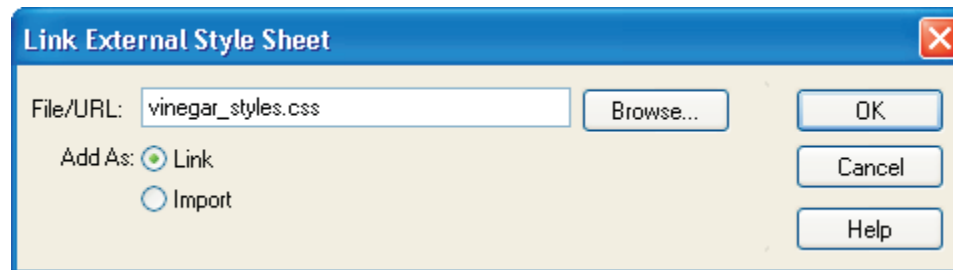 Link External Style Sheet
File/URL: vinegar_styles.css Browse... OK
Add As: Link Cancel
Import
Help